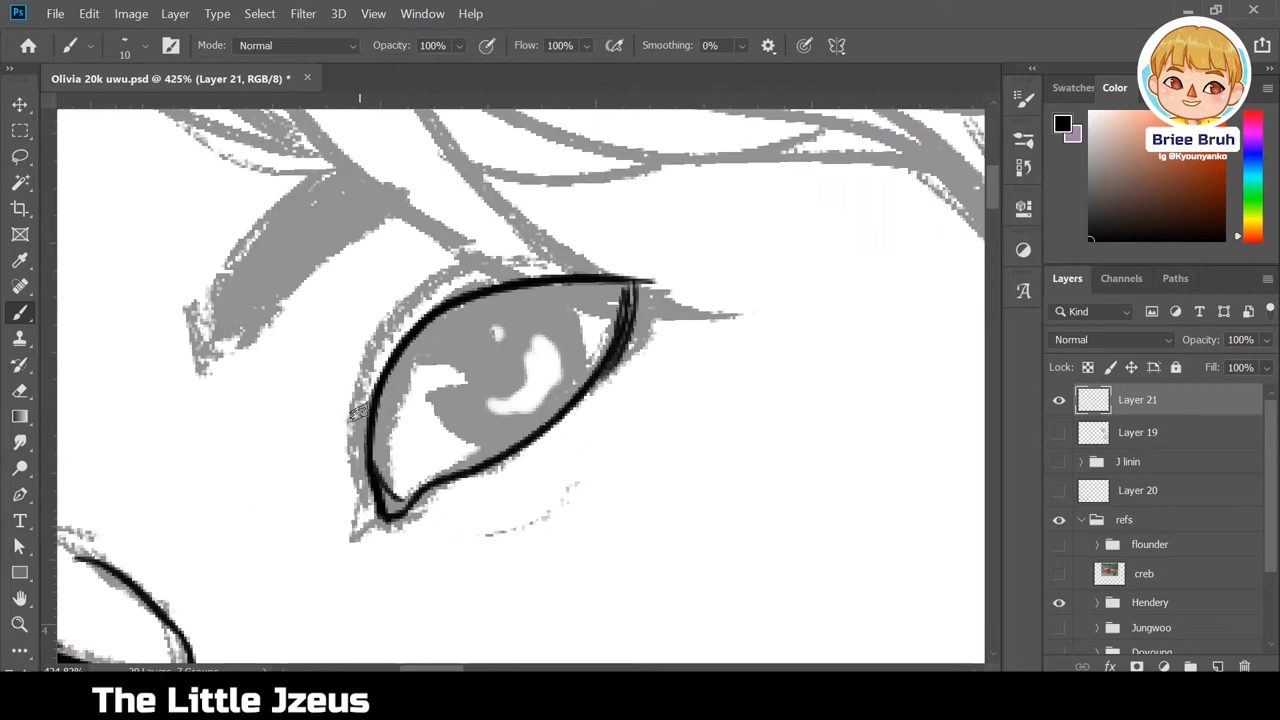 Ps File Edit Image Layer Type Select Filter 3D View Window Help
10 Mode: Normal Opacity: 100% Flow: 100% Smoothing: 0%
Olivia 20k uwu.psd @ 425% (Layer 21, RGB/8) *
Briee Bruh
ig @Kyounyanko
Swatches Color
Layers Channels Paths
Kind
Normal Opacity: 100%
Lock: Fill: 100%
Layer 21
Layer 19
J linin
Layer 20
refs
flounder
creb
Hendery
Jungwoo
4
The Little Jzeus